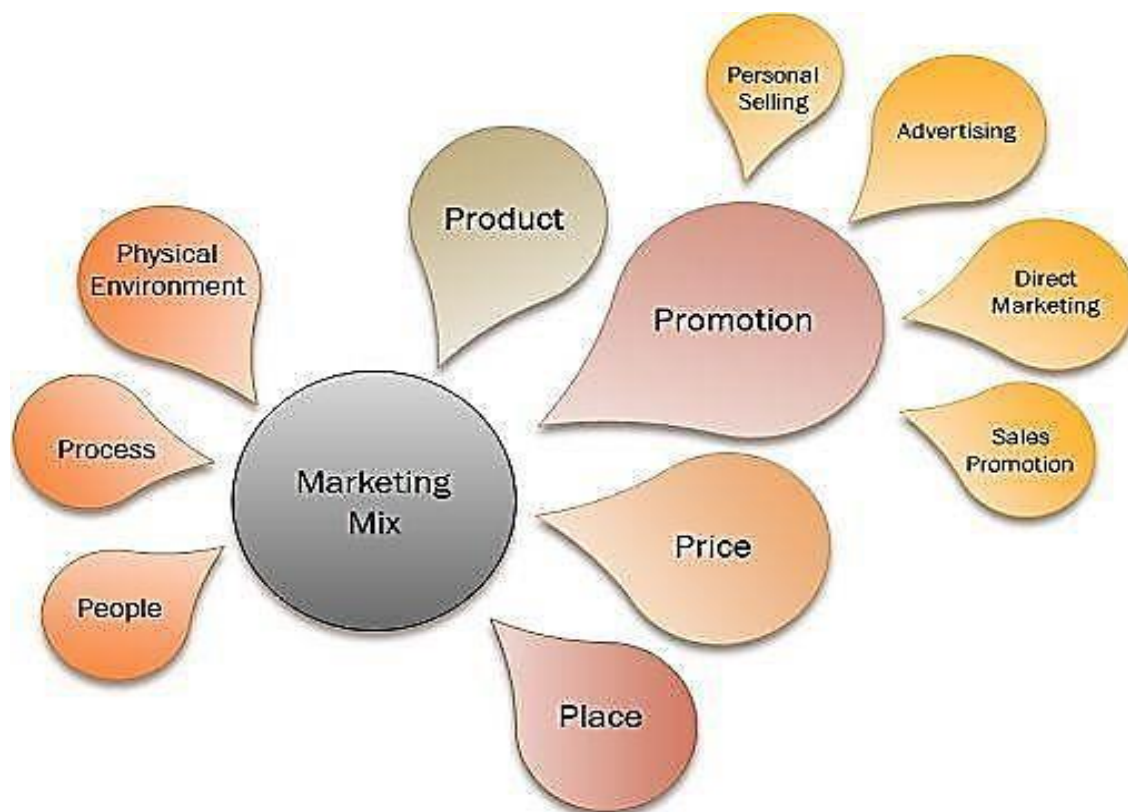 Personal
Selling
Advertising
Product
Physical
Environment
Direct
Marketing
Promotion
Process
Sales
Promotion
Marketing
Mix
Price
People
Place